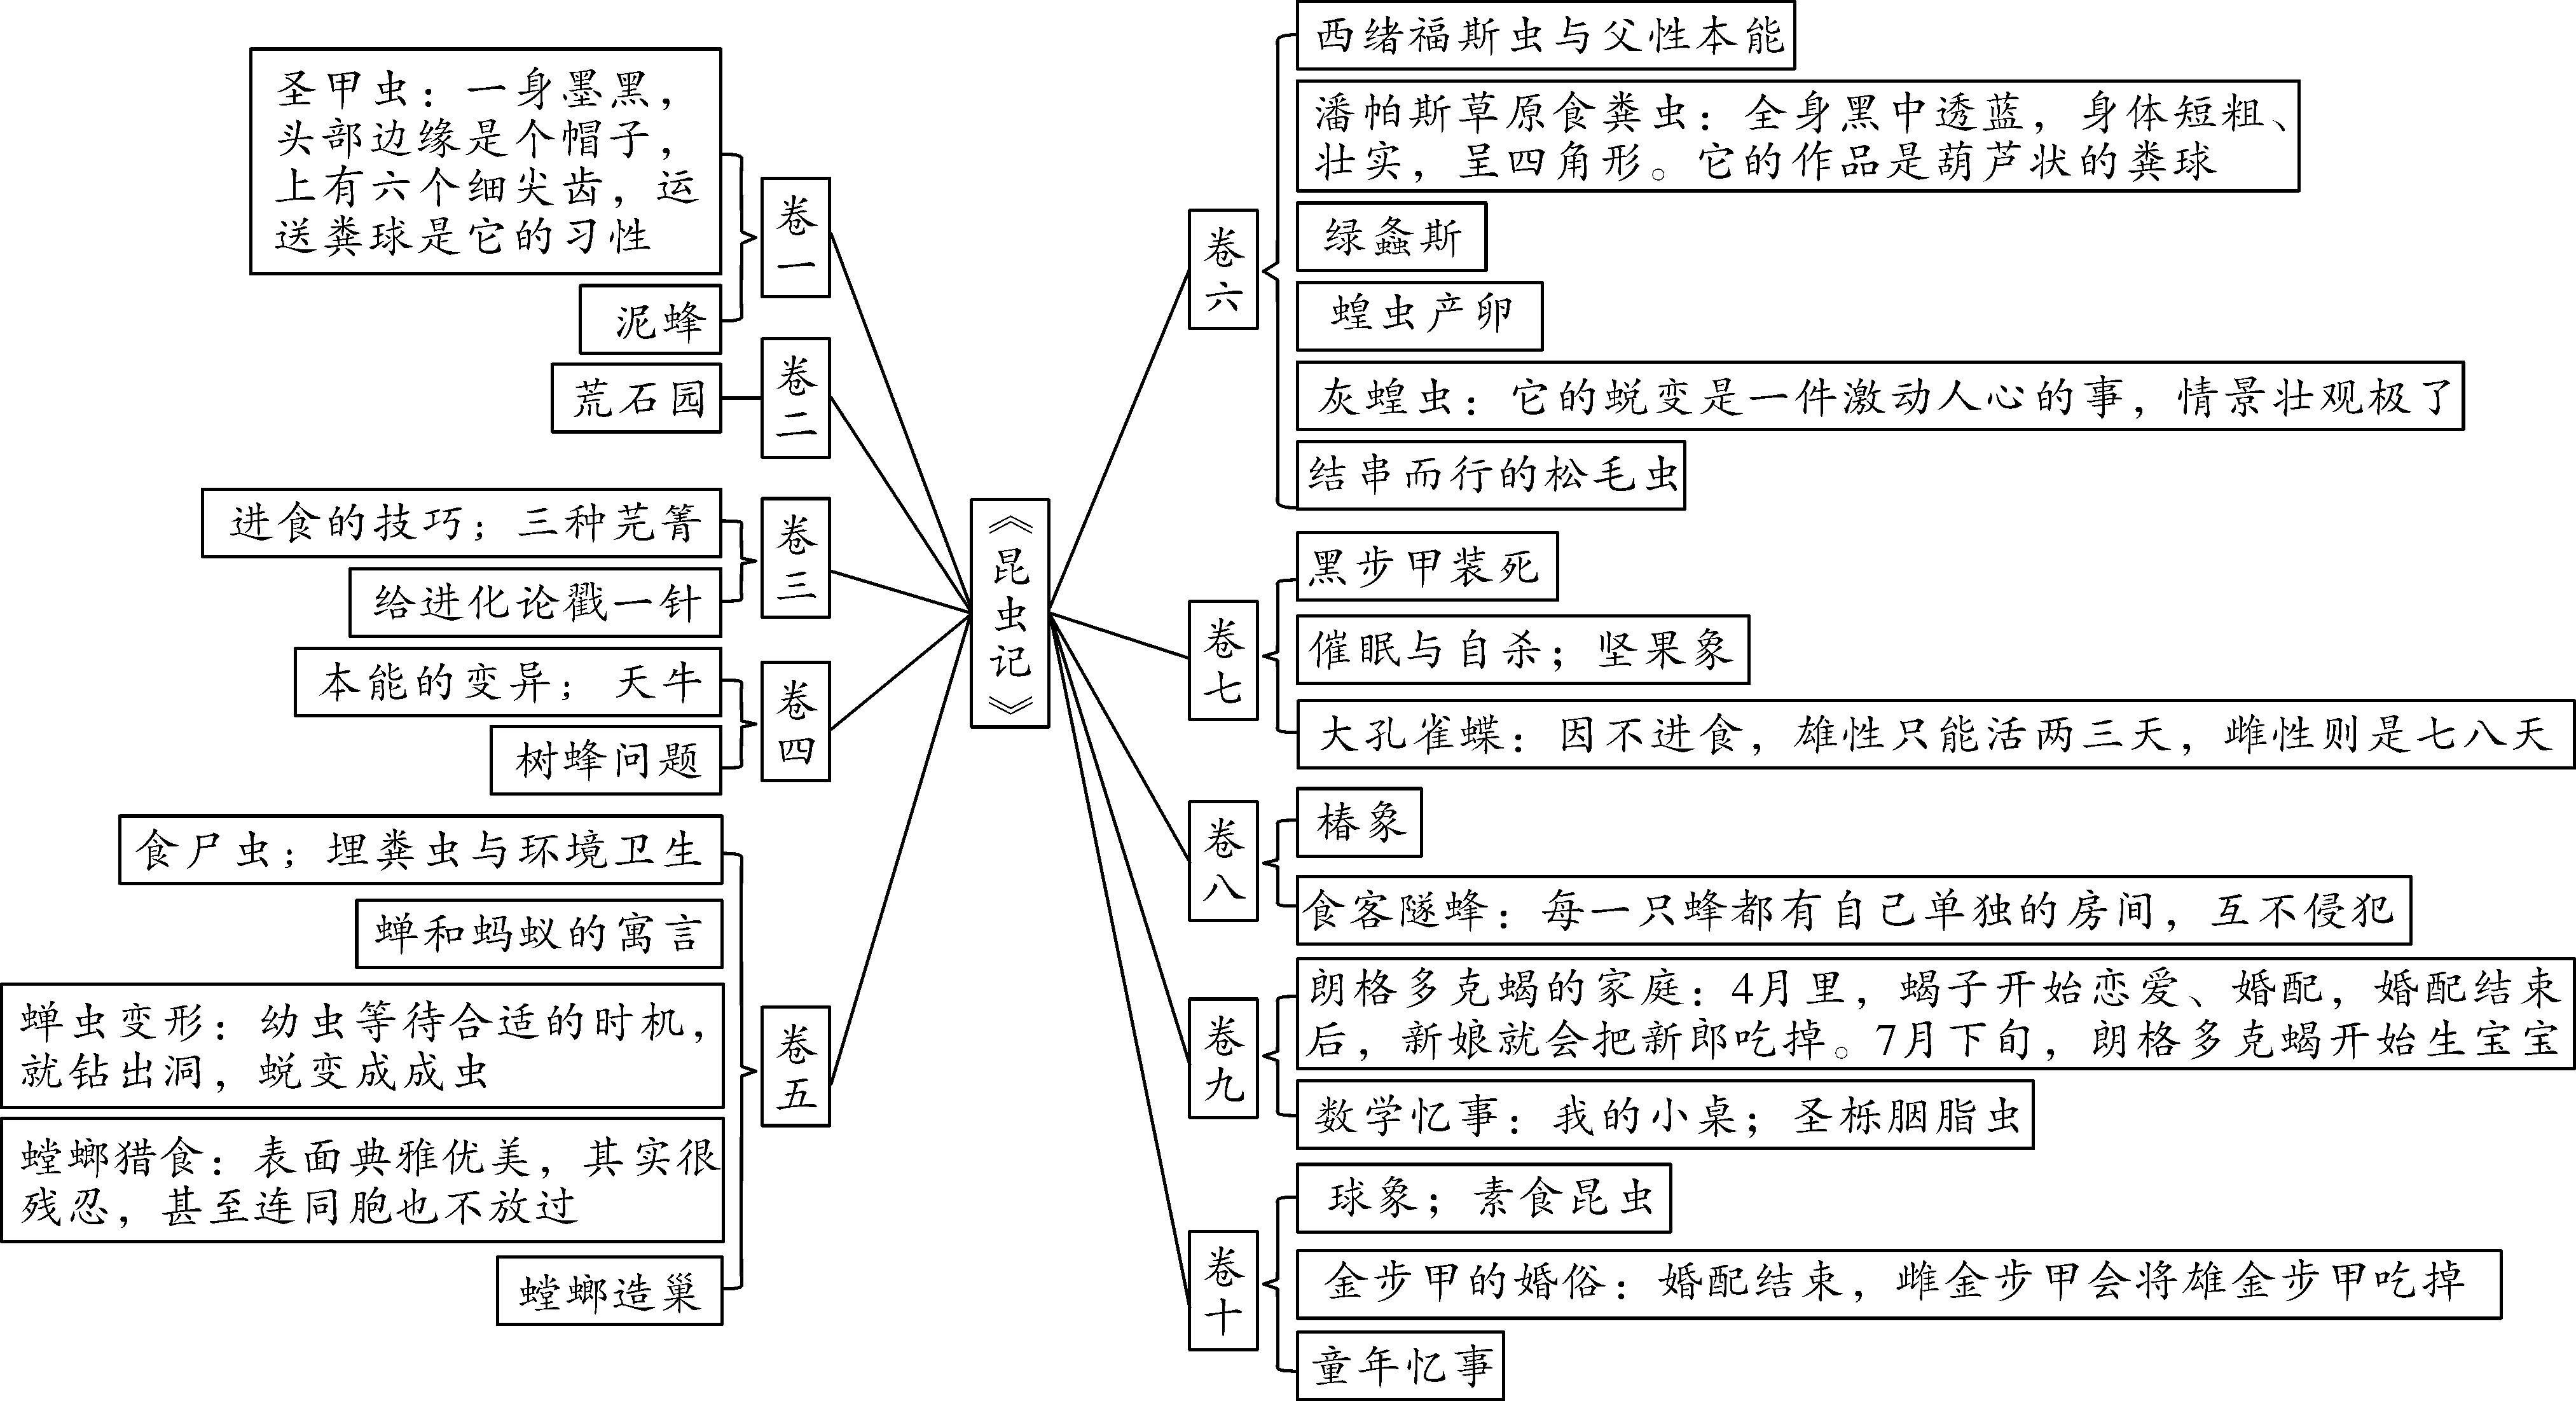 《昆虫记》
卷一
圣甲虫：一身墨黑，
头部边缘是个帽子，
上有六个细尖齿，运
送粪球是它的习性
泥蜂
卷二
荒石园
卷三
进食的技巧；三种芫箐
给进化论戳一针
卷四
本能的变异；天牛
树蜂问题
卷五
食尸虫；埋粪虫与环境卫生
蝉和蚂蚁的寓言
蝉虫变形：幼虫等待合适的时机，
就钻出洞，蜕变成成虫
螳螂猎食：表面典雅优美，其实很
残忍，甚至连同胞也不放过
螳螂造巢
卷六
西绪福斯虫与父性本能
潘帕斯草原食粪虫：全身黑中透蓝，身体短粗、
壮实，呈四角形。它的作品是葫芦状的粪球
绿螽斯
蝗虫产卵
灰蝗虫：它的蜕变是一件激动人心的事，情景壮观极了
结串而行的松毛虫
卷七
黑步甲装死
催眠与自杀；坚果象
大孔雀蝶：因不进食，雄性只能活两三天，雌性则是七八天
卷八
椿象
食客隧蜂：每一只蜂都有自己单独的房间，互不侵犯
卷九
朗格多克蝎的家庭：4月里，蝎子开始恋爱、婚配，婚配结束
后，新娘就会把新郎吃掉。7月下旬，朗格多克蝎开始生宝宝
数学忆事：我的小桌；圣栎胭脂虫
卷十
球象；素食昆虫
金步甲的婚俗：婚配结束，雌金步甲会将雄金步甲吃掉
童年忆事